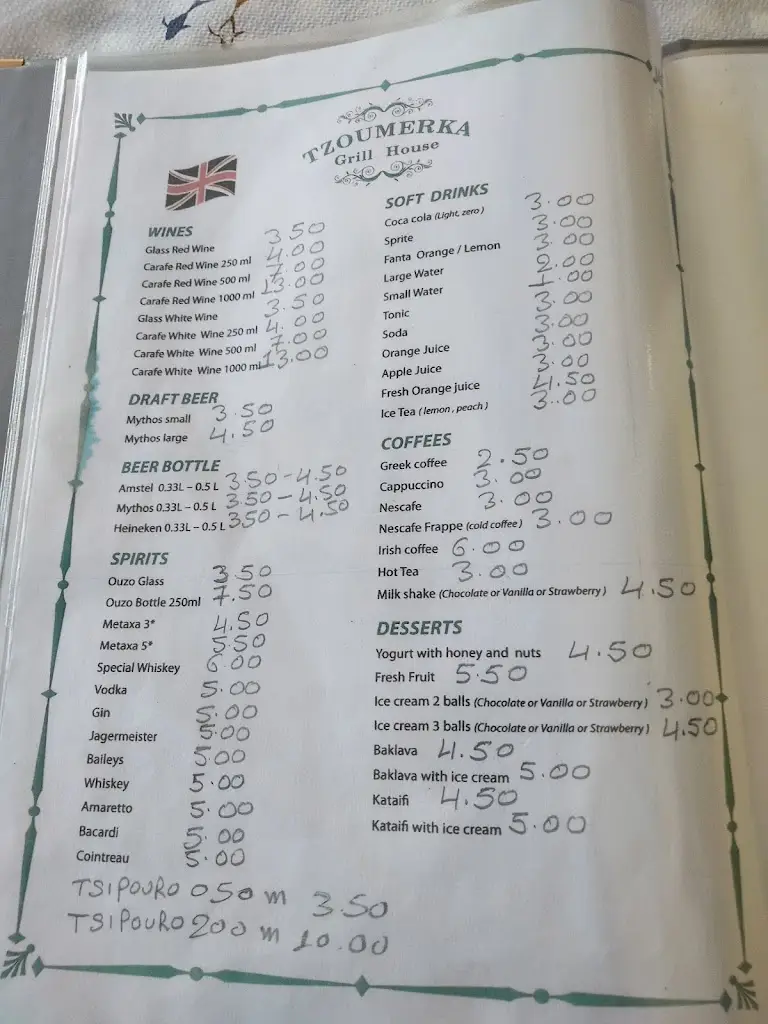 TZOUMERKA
Grill House
WINES
Glass Red Wine 3.50
Carafe Red Wine 250 ml 4.00
Carafe Red Wine 500 ml 7.00
Carafe Red Wine 1000 ml 13.00
Glass White Wine 3.50
Carafe White Wine 250 ml 4.00
Carafe White Wine 500 ml 7.00
Carafe White Wine 1000 ml 13.00
DRAFT BEER
Mythos small 3.50
Mythos large 4.50
BEER BOTTLE
Amstel 0.33L – 0.5 L 3.50 - 4.50
Mythos 0.33L – 0.5 L 3.50 - 4.50
Heineken 0.33L – 0.5 L 3.50 - 4.50
SPIRITS
Ouzo Glass 3.50
Ouzo Bottle 250ml 7.50
Metaxa 3* 4.50
Metaxa 5* 5.50
Special Whiskey 6.00
Vodka 5.00
Gin 5.00
Jagermeister 5.00
Baileys 5.00
Whiskey 5.00
Amaretto 5.00
Bacardi 5.00
Cointreau 5.00
TSIPOURO 050 m 3.50
TSIPOURO 200 m 10.00
SOFT DRINKS
Coca cola (Light, zero) 3.00
Sprite 3.00
Fanta Orange / Lemon 3.00
Large Water 2.00
Small Water 1.00
Tonic 3.00
Soda 3.00
Orange Juice 3.00
Apple Juice 3.00
Fresh Orange juice 4.50
Ice Tea (lemon, peach) 3.00
COFFEES
Greek coffee 2.50
Cappuccino 3.00
Nescafe 3.00
Nescafe Frappe (cold coffee) 3.00
Irish coffee 6.00
Hot Tea 3.00
Milk shake (Chocolate or Vanilla or Strawberry) 4.50
DESSERTS
Yogurt with honey and nuts 4.50
Fresh Fruit 5.50
Ice cream 2 balls (Chocolate or Vanilla or Strawberry) 3.00
Ice cream 3 balls (Chocolate or Vanilla or Strawberry) 4.50
Baklava 4.50
Baklava with ice cream 5.00
Kataifi 4.50
Kataifi with ice cream 5.00